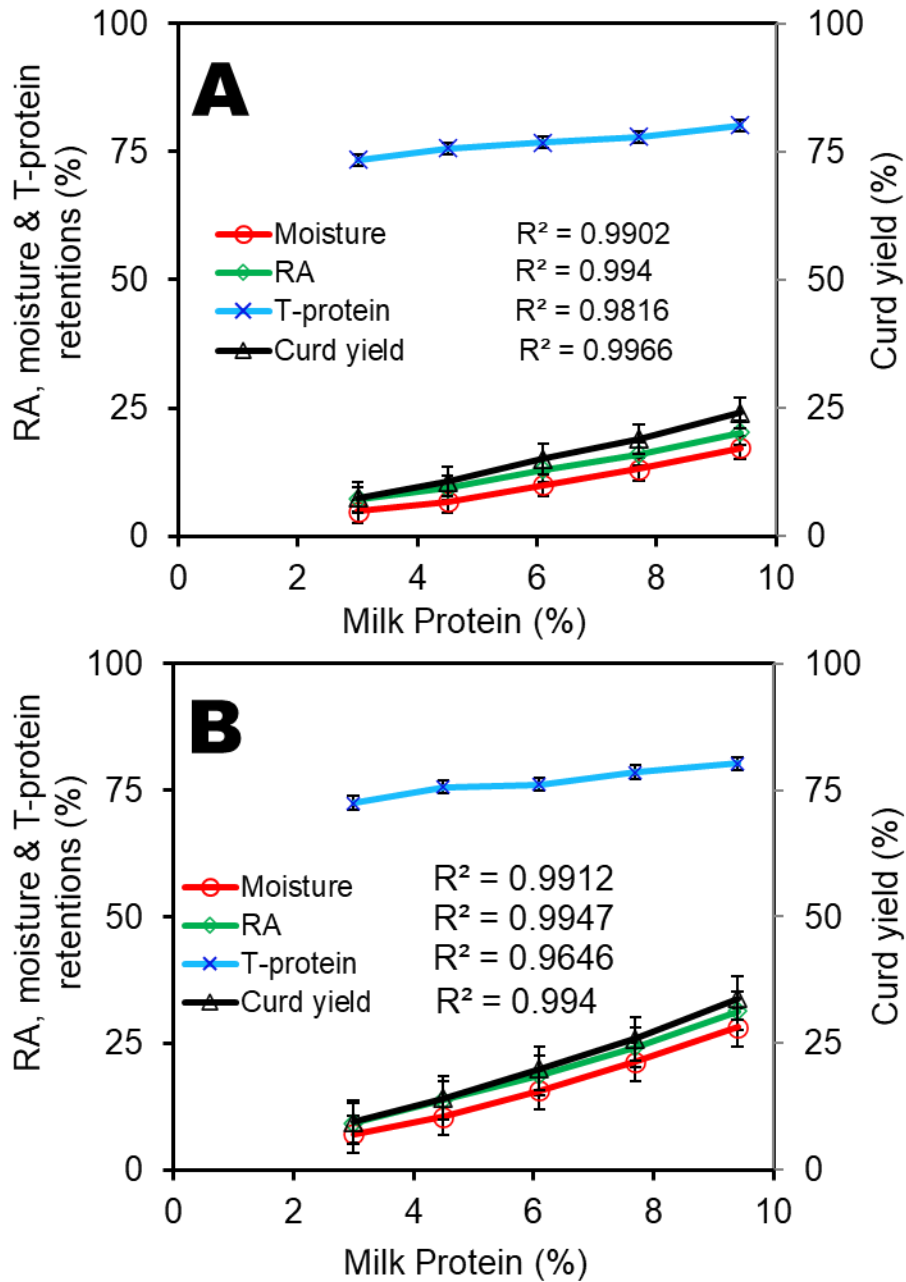 A
RA, moisture & T-protein
retentions (%)
Curd yield (%)
100
75
50
25
0
100
75
50
25
0
Moisture R² = 0.9902
RA R² = 0.994
T-protein R² = 0.9816
Curd yield R² = 0.9966
0 2 4 6 8 10
Milk Protein (%)
B
RA, moisture & T-protein
retentions (%)
Curd yield (%)
100
75
50
25
0
100
75
50
25
0
Moisture R² = 0.9912
RA R² = 0.9947
T-protein R² = 0.9646
Curd yield R² = 0.994
0 2 4 6 8 10
Milk Protein (%)